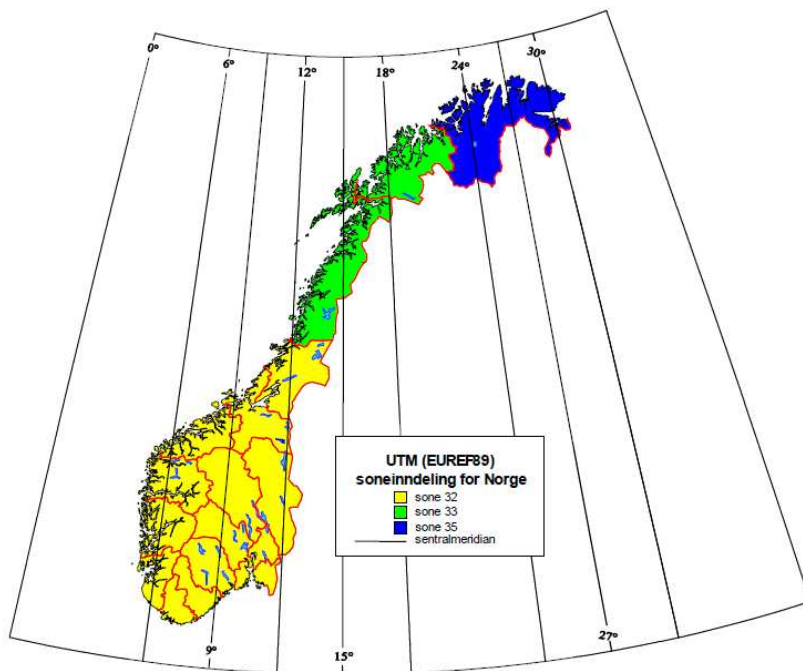 0°
6°
12°
18°
24°
30°
UTM (EUREF89)
soneinndeling for Norge
sone 32
sone 33
sone 35
sentralmeridian
9°
15°
27°